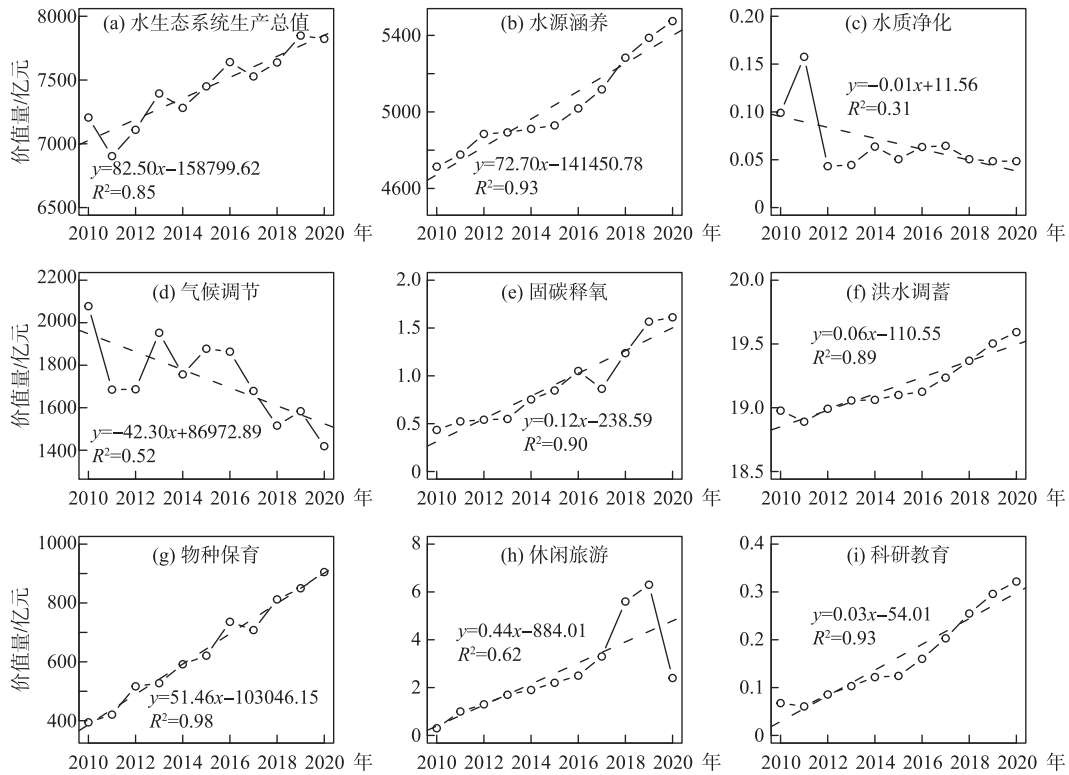 (a) 水生态系统生产总值
价值量/亿元
8000
7500
7000
6500
y=82.50x−158799.62
R²=0.85
2010 2012 2014 2016 2018 2020 年
(b) 水源涵养
5400
5000
4600
y=72.70x−141450.78
R²=0.93
2010 2012 2014 2016 2018 2020 年
(c) 水质净化
0.20
0.15
0.10
0.05
0
y=−0.01x+11.56
R²=0.31
2010 2012 2014 2016 2018 2020 年
(d) 气候调节
价值量/亿元
2200
2000
1800
1600
1400
y=−42.30x+86972.89
R²=0.52
2010 2012 2014 2016 2018 2020 年
(e) 固碳释氧
2.0
1.5
1.0
0.5
0
y=0.12x−238.59
R²=0.90
2010 2012 2014 2016 2018 2020 年
(f) 洪水调蓄
20.0
19.5
19.0
18.5
y=0.06x−110.55
R²=0.89
2010 2012 2014 2016 2018 2020 年
(g) 物种保育
价值量/亿元
1000
800
600
400
y=51.46x−103046.15
R²=0.98
2010 2012 2014 2016 2018 2020 年
(h) 休闲旅游
8
6
4
2
0
y=0.44x−884.01
R²=0.62
2010 2012 2014 2016 2018 2020 年
(i) 科研教育
0.4
0.3
0.2
0.1
0
y=0.03x−54.01
R²=0.93
2010 2012 2014 2016 2018 2020 年